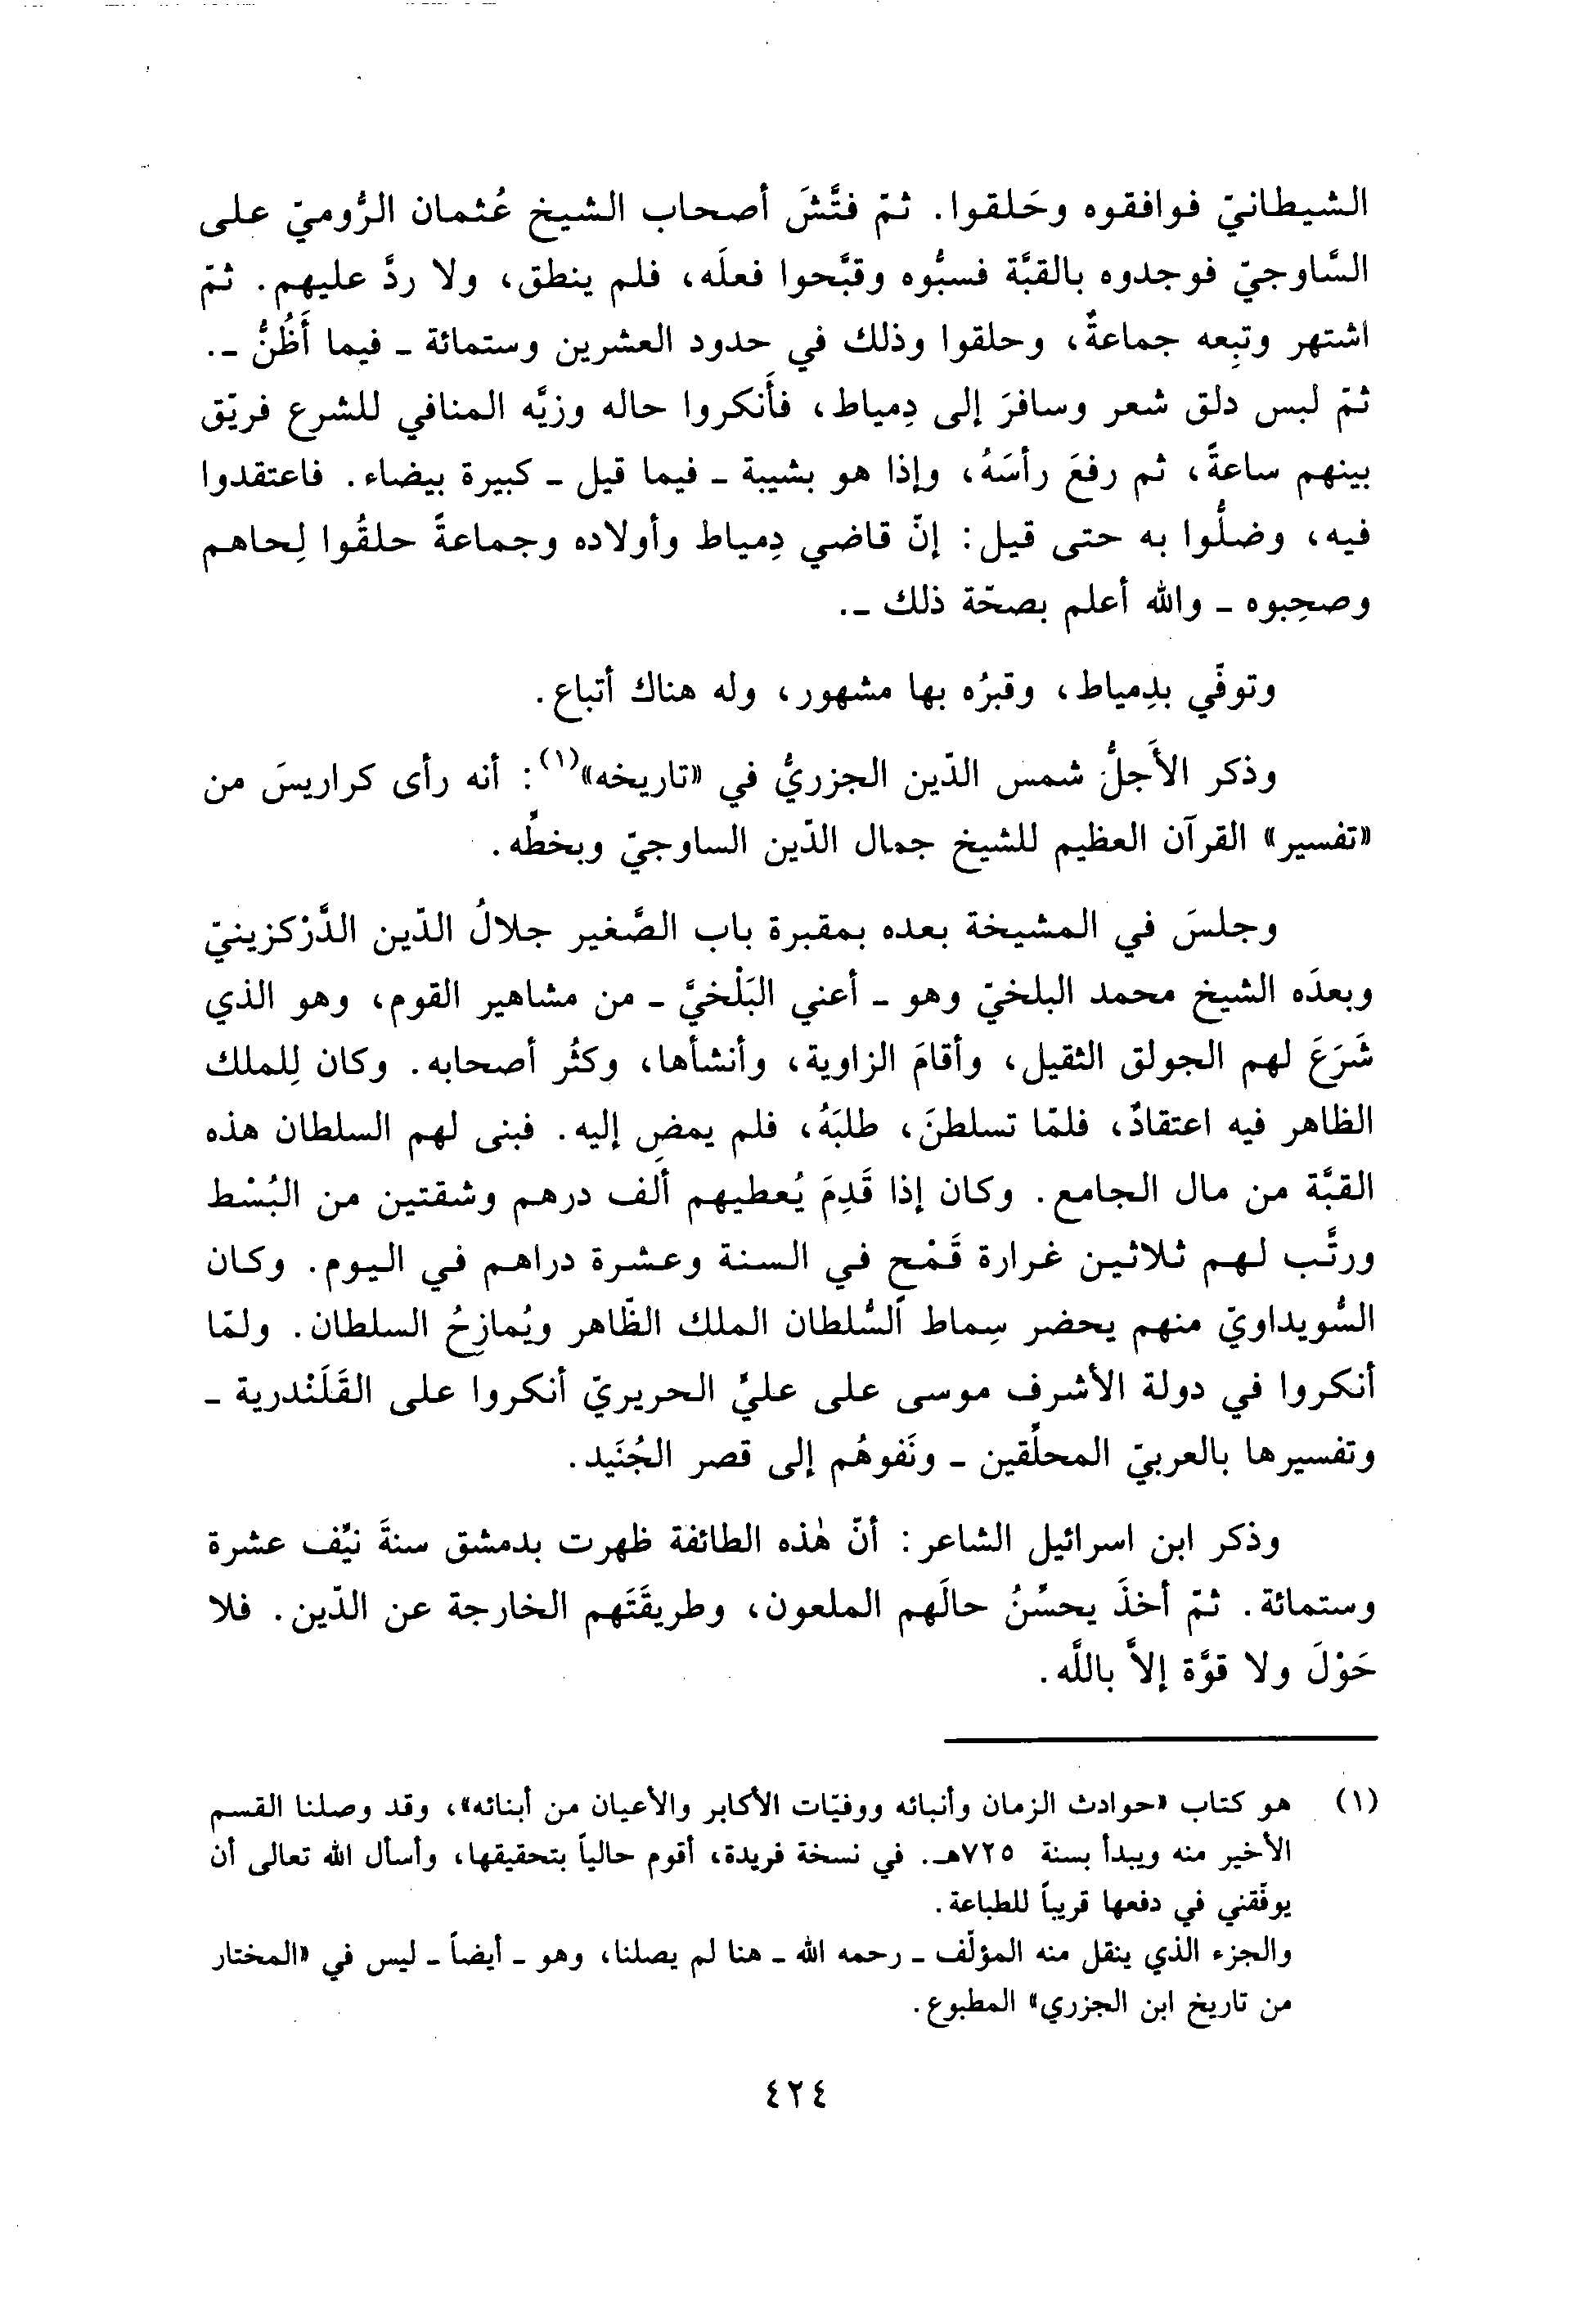 الشيطانيّ فوافقوه وحَلقوا. ثمّ فتَّشَ أصحاب الشيخ عُثمان الرُّوميّ على
السَّاوجيّ فوجدوه بالقبَّة فسبُّوه وقبَّحوا فعلَه، فلم ينطق، ولا ردَّ عليهم. ثمّ
اشتهر وتبِعه جماعةٌ، وحلقوا وذلك في حدود العشرين وستمائة - فيما أَظُنُّ -.
ثمّ لبس دلق شعر وسافرَ إلى دِمياط، فأَنكروا حاله وزيَّه المنافي للشرع فريّق
بينهم ساعةً، ثم رفعَ رأسَهُ، وإذا هو بشيبة - فيما قيل - كبيرة بيضاء. فاعتقدوا
فيه، وضلُّوا به حتى قيل: إنّ قاضي دِمياط وأولاده وجماعةً حلقُوا لِحاهم
وصحِبوه - والله أعلم بصحّة ذلك -.
وتوفّي بدِمياط، وقبرُه بها مشهور، وله هناك أتباع.
وذكر الأَجلُّ شمس الدّين الجزريُّ في «تاريخه»(١): أنه رأى كراريسَ من
«تفسير» القرآن العظيم للشيخ جمال الدّين الساوجيّ وبخطِّه.
وجلسَ في المشيخة بعده بمقبرة باب الصَّغير جلالُ الدّين الدَّرْكزينيّ
وبعدَه الشيخ محمد البلخيّ وهو - أعني البَلْخيَّ - من مشاهير القوم، وهو الذي
شَرَعَ لهم الجولق الثقيل، وأقامَ الزاوية، وأنشأها، وكثُر أصحابه. وكان لِلملك
الظاهر فيه اعتقادٌ، فلمّا تسلطنَ، طلبَهُ، فلم يمضِ إليه. فبنى لهم السلطان هذه
القبَّة من مال الجامع. وكان إذا قَدِمَ يُعطيهم ألف درهم وشقتين من البُسْط
ورتَّب لهم ثلاثين غرارة قَمْحٍ في السنة وعشرة دراهم في اليوم. وكان
السُّويداويّ منهم يحضر سِماط السُّلطان الملك الظّاهر ويُمازِحُ السلطان. ولمّا
أنكروا في دولة الأشرف موسى على عليٍّ الحريريّ أنكروا على القَلَنْدرية -
وتفسيرها بالعربيّ المحلِّقين - ونَفوهُم إلى قصر الجُنَيد.
وذكر ابن اسرائيل الشاعر: أنّ هٰذه الطائفة ظهرت بدمشق سنةَ نيِّف عشرة
وستمائة. ثمّ أخذَ يحسِّنُ حالَهم الملعون، وطريقَتَهم الخارجة عن الدّين. فلا
حَوْلَ ولا قوَّة إلاَّ باللَّه.
(١) هو كتاب «حوادث الزمان وأنبائه ووفيّات الأكابر والأعيان من أبنائه»، وقد وصلنا القسم
الأخير منه ويبدأ بسنة ٧٢٥هـ. في نسخة فريدة، أقوم حالياً بتحقيقها، وأسأل الله تعالى أن
يوفّقني في دفعها قريباً للطباعة.
والجزء الذي ينقل منه المؤلّف - رحمه الله - هنا لم يصلنا، وهو - أيضاً - ليس في «المختار
من تاريخ ابن الجزري» المطبوع.
٤٢٤